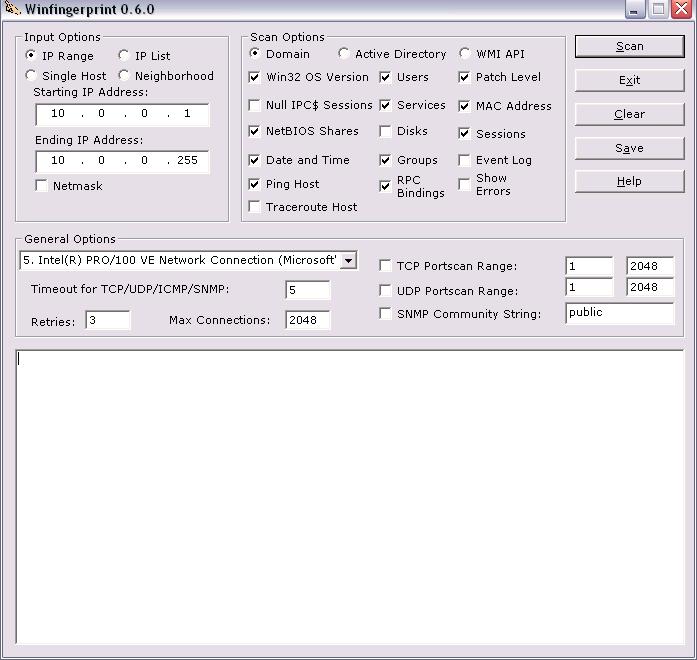 Winfingerprint 0.6.0
Input Options
IP Range IP List
Single Host Neighborhood
Starting IP Address:
10 . 0 . 0 . 1
Ending IP Address:
10 . 0 . 0 . 255
Netmask
Scan Options
Domain Active Directory WMI API
Win32 OS Version Users Patch Level
Null IPC$ Sessions Services MAC Address
NetBIOS Shares Disks Sessions
Date and Time Groups Event Log
Ping Host RPC Bindings Show Errors
Traceroute Host
Scan
Exit
Clear
Save
Help
General Options
5. Intel(R) PRO/100 VE Network Connection (Microsoft'
Timeout for TCP/UDP/ICMP/SNMP: 5
Retries: 3 Max Connections: 2048
TCP Portscan Range: 1 2048
UDP Portscan Range: 1 2048
SNMP Community String: public